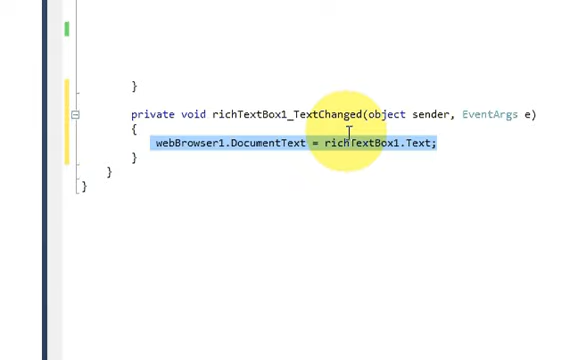 }
private void richTextBox1_TextChanged(object sender, EventArgs e)
{
webBrowser1.DocumentText = richTextBox1.Text;
}
}
}